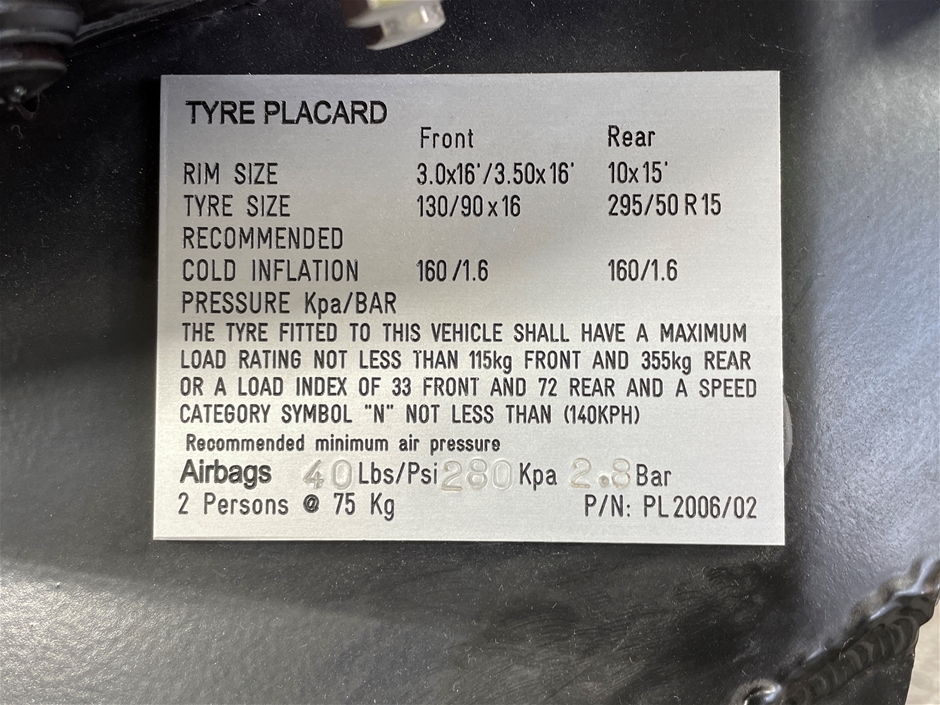 TYRE PLACARD
Front Rear
RIM SIZE 3.0x16'/3.50x16' 10x15'
TYRE SIZE 130/90x16 295/50 R15
RECOMMENDED
COLD INFLATION 160/1.6 160/1.6
PRESSURE Kpa/BAR
THE TYRE FITTED TO THIS VEHICLE SHALL HAVE A MAXIMUM
LOAD RATING NOT LESS THAN 115kg FRONT AND 355kg REAR
OR A LOAD INDEX OF 33 FRONT AND 72 REAR AND A SPEED
CATEGORY SYMBOL "N" NOT LESS THAN (140KPH)
Recommended minimum air pressure
Airbags 40 Lbs/Psi 280 Kpa 2.8 Bar
2 Persons @ 75 Kg P/N: PL2006/02